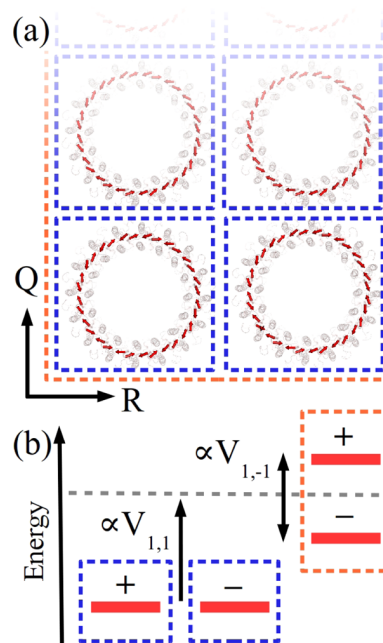 (a)
Q
R
(b)
Energy
∝V1,1
∝V1,-1
+
−
+
−